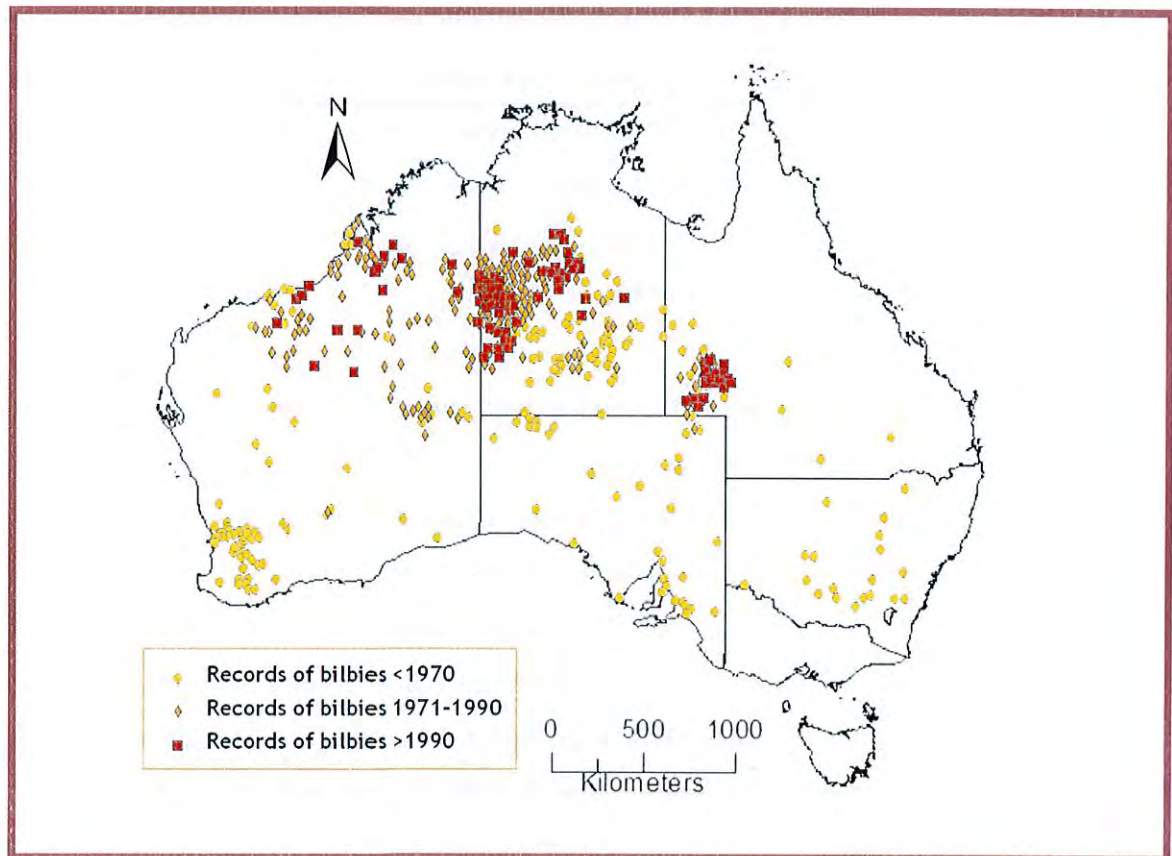 N
Records of bilbies <1970
Records of bilbies 1971-1990
Records of bilbies >1990
0 500 1000
Kilometers